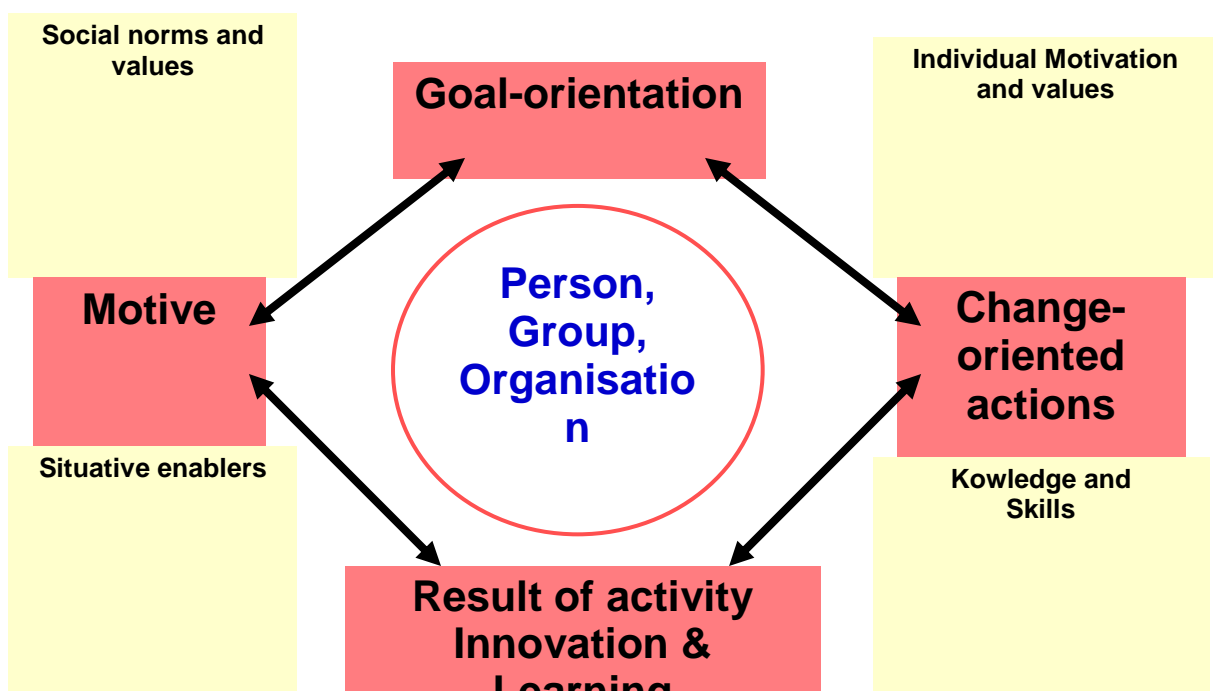 Social norms and
values
Goal-orientation
Individual Motivation
and values
Motive
Person,
Group,
Organisatio
n
Change-
oriented
actions
Situative enablers
Kowledge and
Skills
Result of activity
Innovation &
Learning